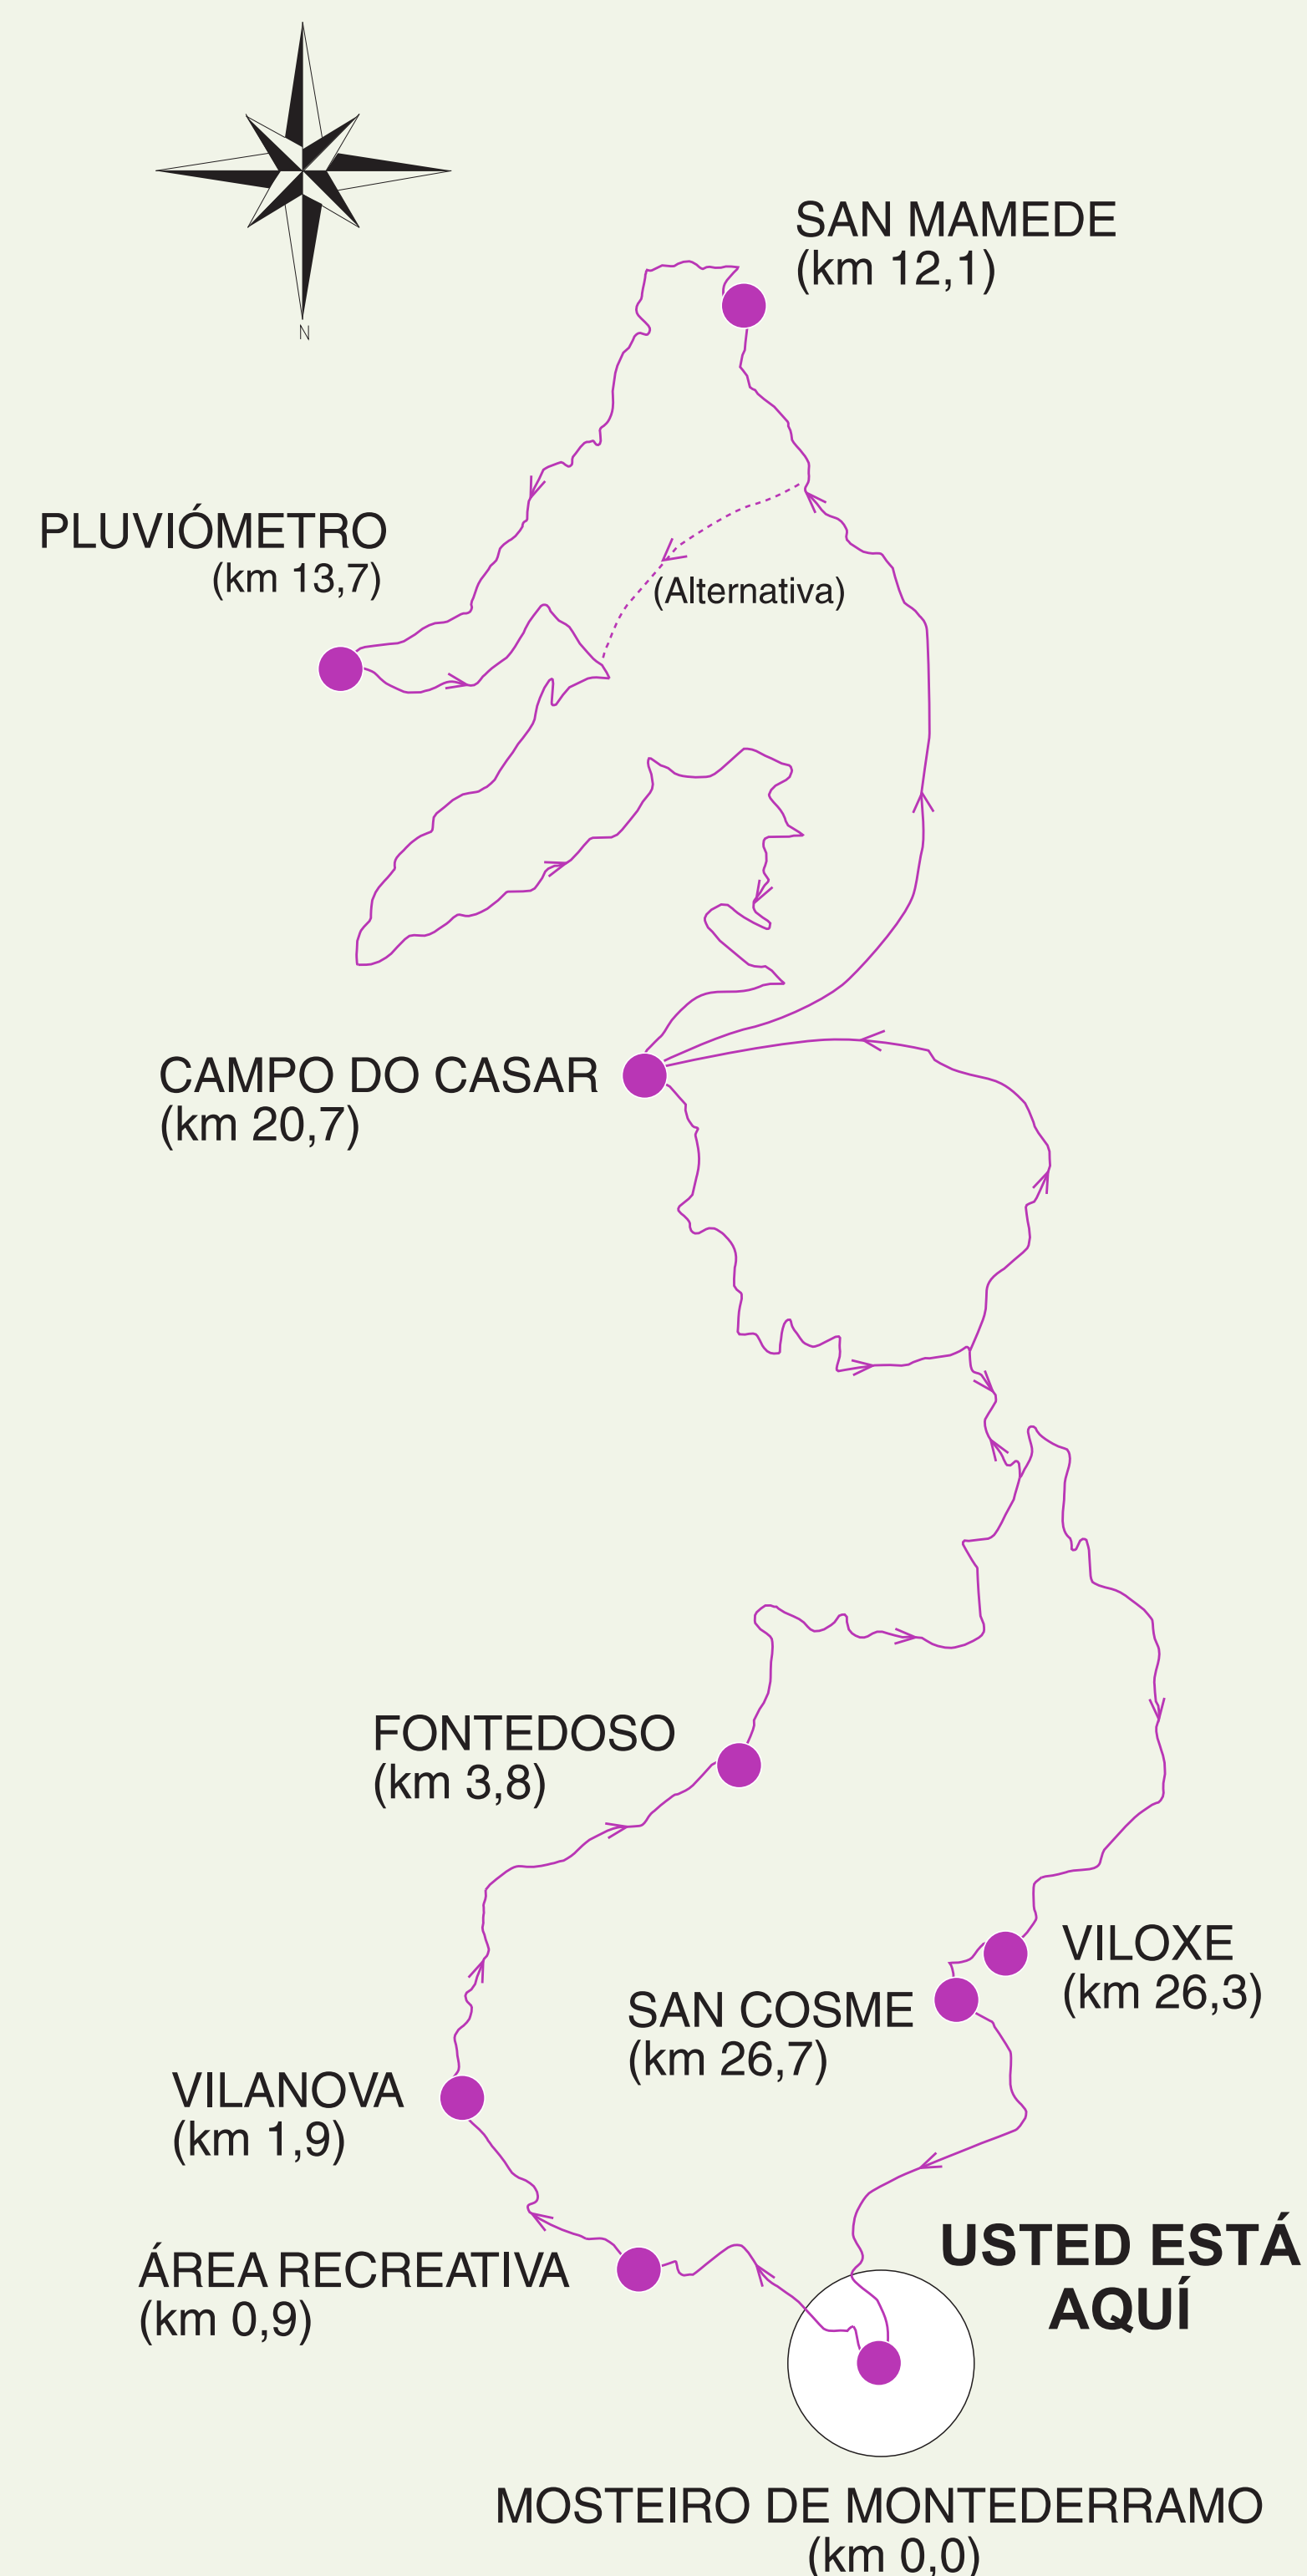 N
SAN MAMEDE
(km 12,1)
PLUVIÓMETRO
(km 13,7)
(Alternativa)
CAMPO DO CASAR
(km 20,7)
FONTEDOSO
(km 3,8)
VILOXE
(km 26,3)
SAN COSME
(km 26,7)
VILANOVA
(km 1,9)
USTED ESTÁ
AQUÍ
ÁREA RECREATIVA
(km 0,9)
MOSTEIRO DE MONTEDERRAMO
(km 0,0)